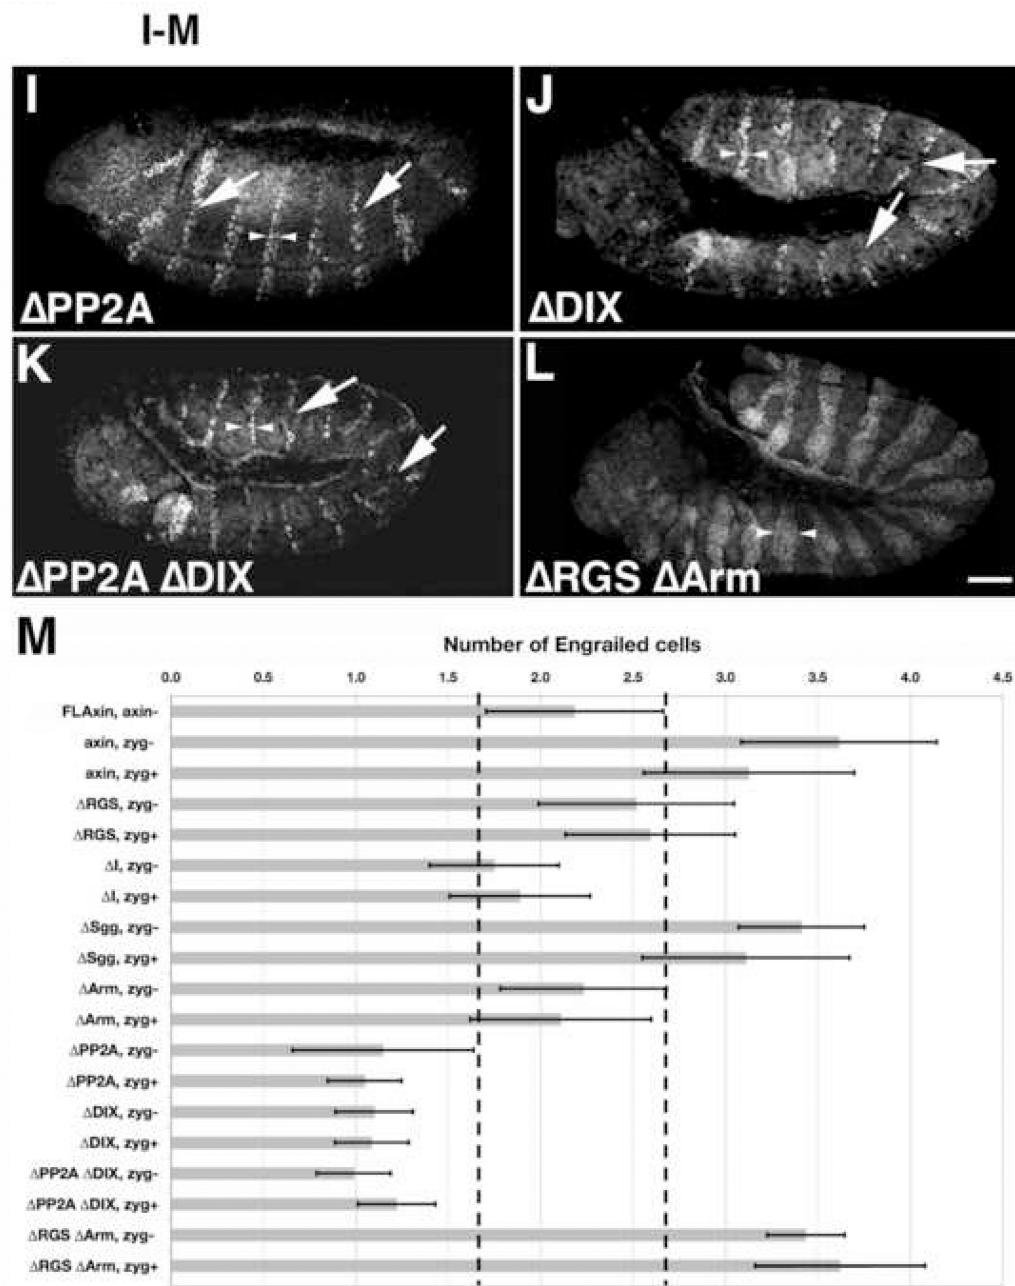 I-M
I
J
ΔPP2A
ΔDIX
K
L
ΔPP2A ΔDIX
ΔRGS ΔArm
M
Number of Engrailed cells
0.0 0.5 1.0 1.5 2.0 2.5 3.0 3.5 4.0 4.5
FLAxin, axin-
axin, zyg-
axin, zyg+
ΔRGS, zyg-
ΔRGS, zyg+
ΔI, zyg-
ΔI, zyg+
ΔSgg, zyg-
ΔSgg, zyg+
ΔArm, zyg-
ΔArm, zyg+
ΔPP2A, zyg-
ΔPP2A, zyg+
ΔDIX, zyg-
ΔDIX, zyg+
ΔPP2A ΔDIX, zyg-
ΔPP2A ΔDIX, zyg+
ΔRGS ΔArm, zyg-
ΔRGS ΔArm, zyg+